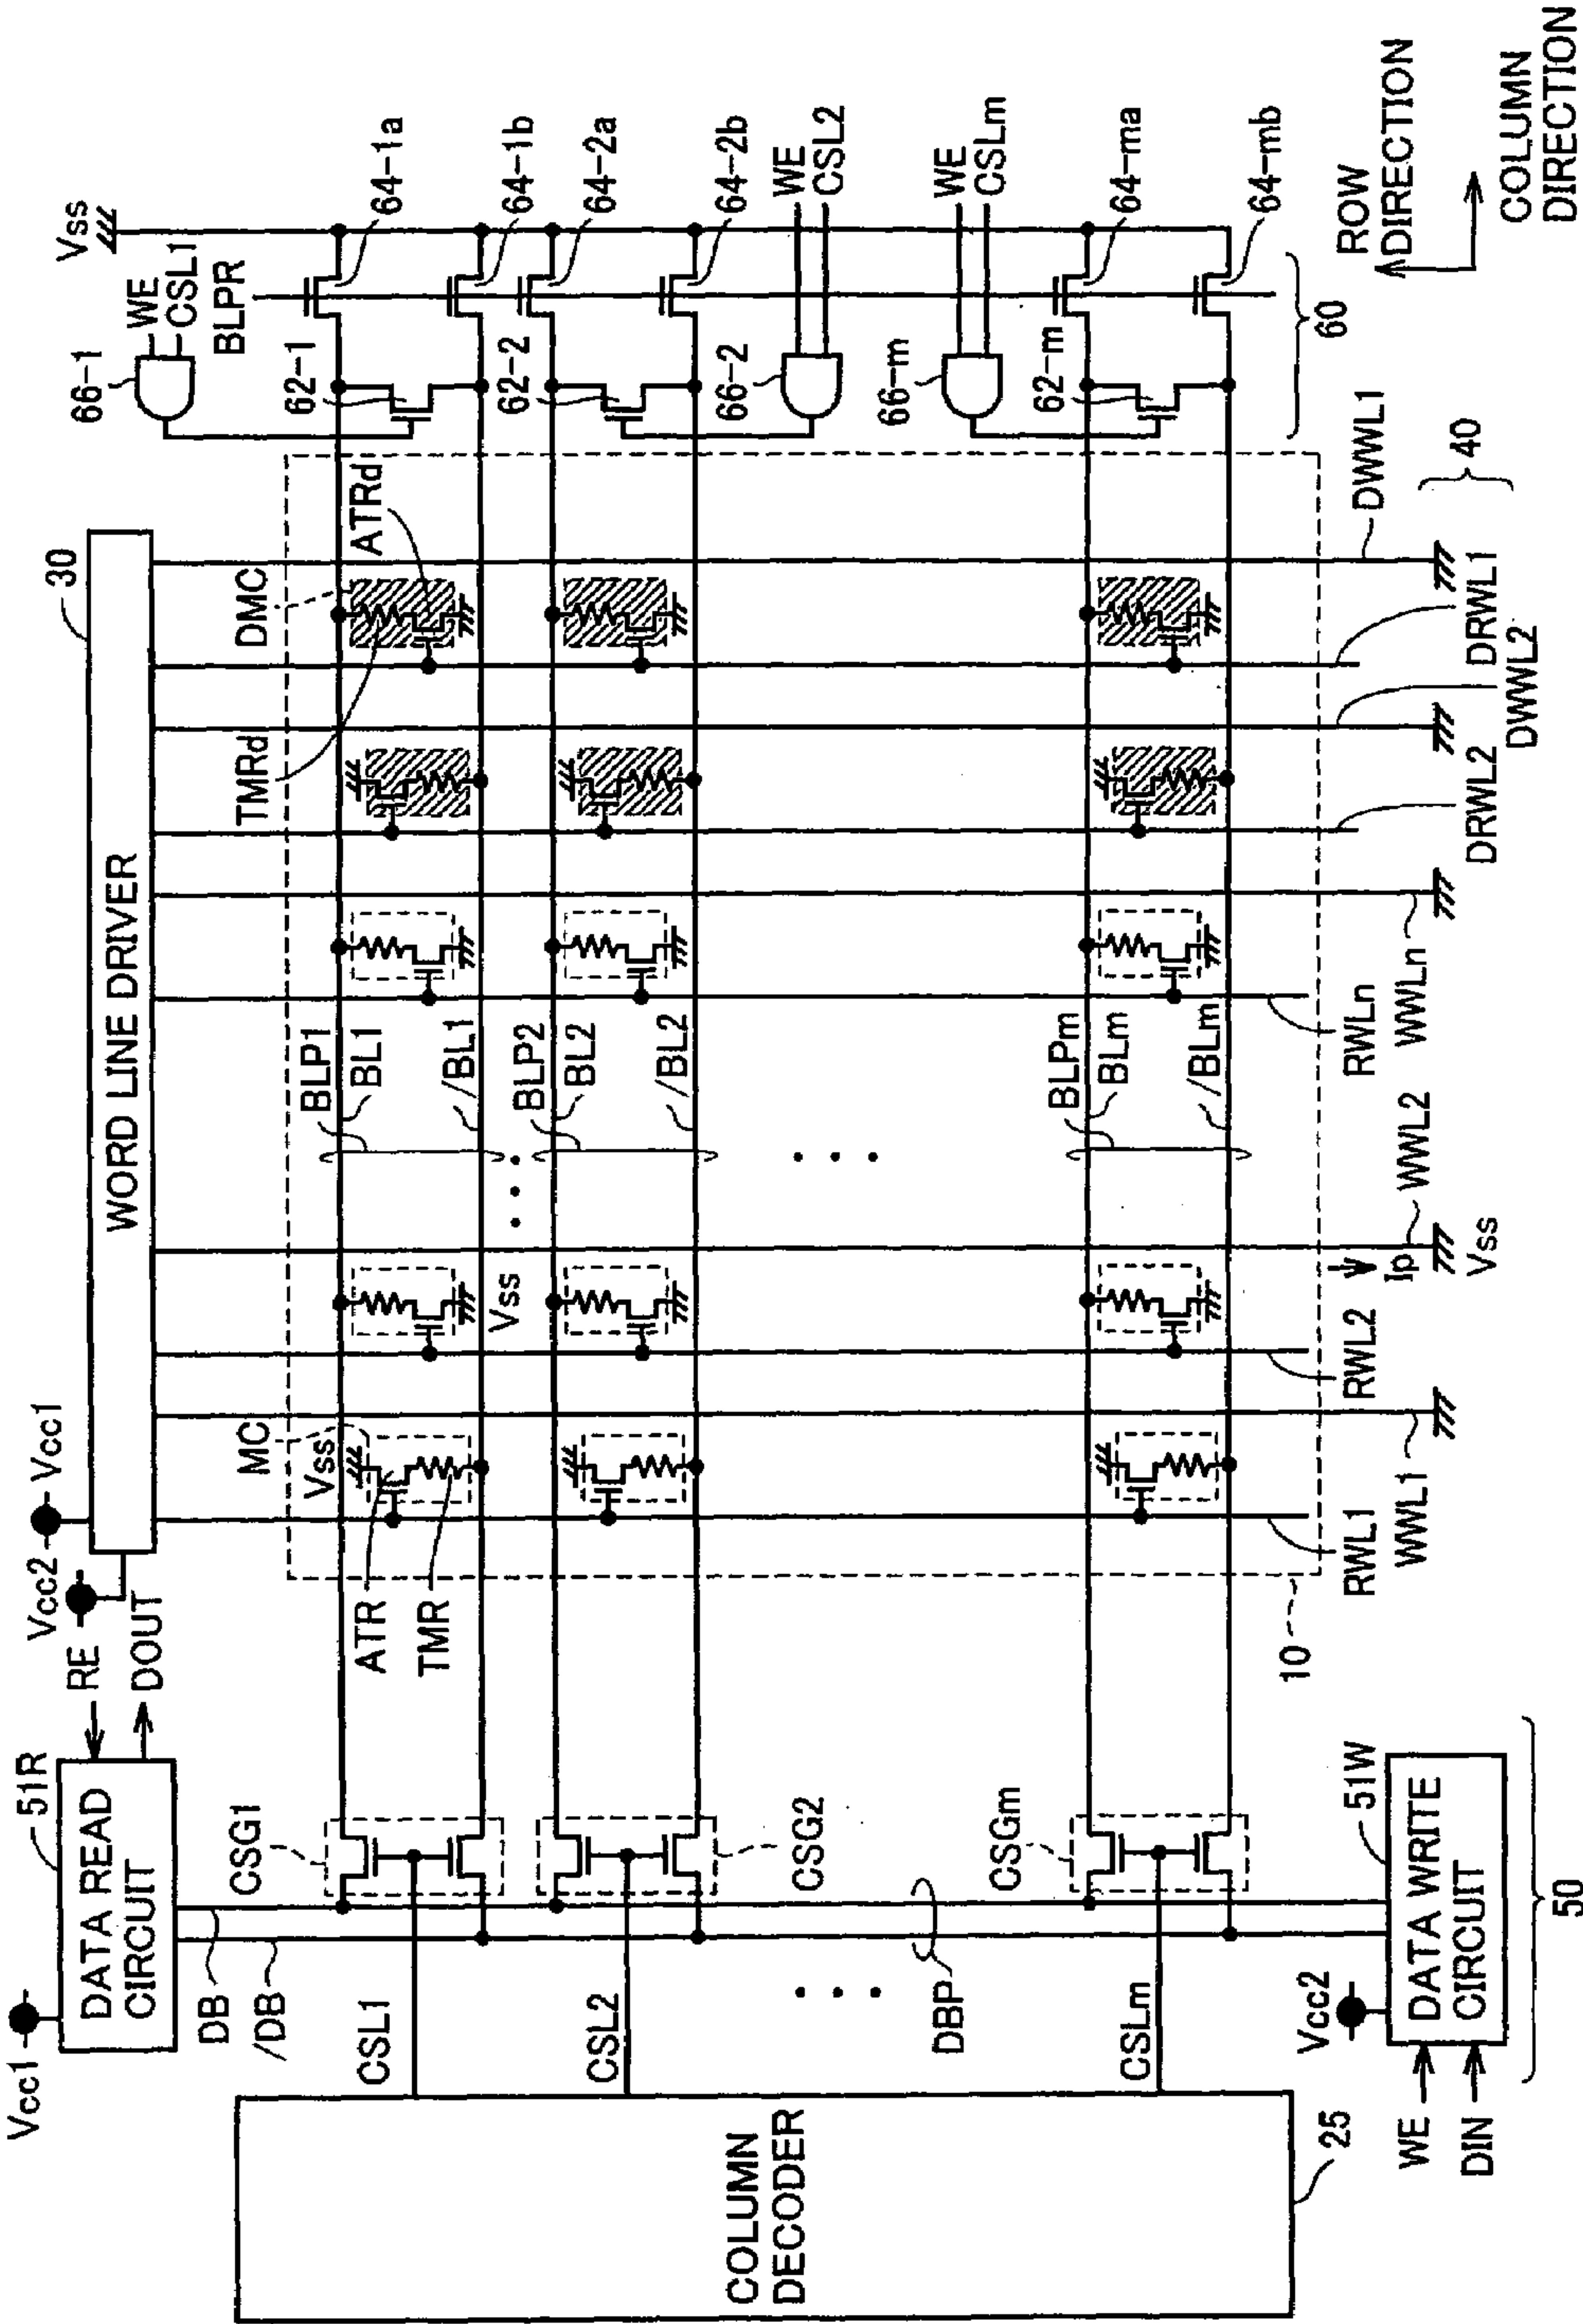 Vcc1
51R
DATA READ
CIRCUIT
RE
DOUT
Vcc2
Vcc1
30
WORD LINE DRIVER
DB
/DB
CSG1
CSL1
CSL2
CSG2
CSGm
CSLm
DBP
COLUMN
DECODER
25
Vcc2
51W
DATA WRITE
CIRCUIT
WE
DIN
50
MC
Vss
ATR
TMR
Vss
BLP1
BL1
/BL1
BLP2
BL2
/BL2
BLPm
BLm
/BLm
TMRd
DMC
ATRd
66-1
WE
CSL1
BLPR
Vss
62-1
64-1a
64-1b
62-2
64-2a
64-2b
66-2
WE
CSL2
66-m
WE
CSLm
62-m
64-ma
64-mb
60
10
RWL1
WWL1
RWL2
Ip
WWL2
Vss
RWLn
WWLn
DRWL2
DWWL2
DRWL1
DWWL1
40
ROW
DIRECTION
COLUMN
DIRECTION